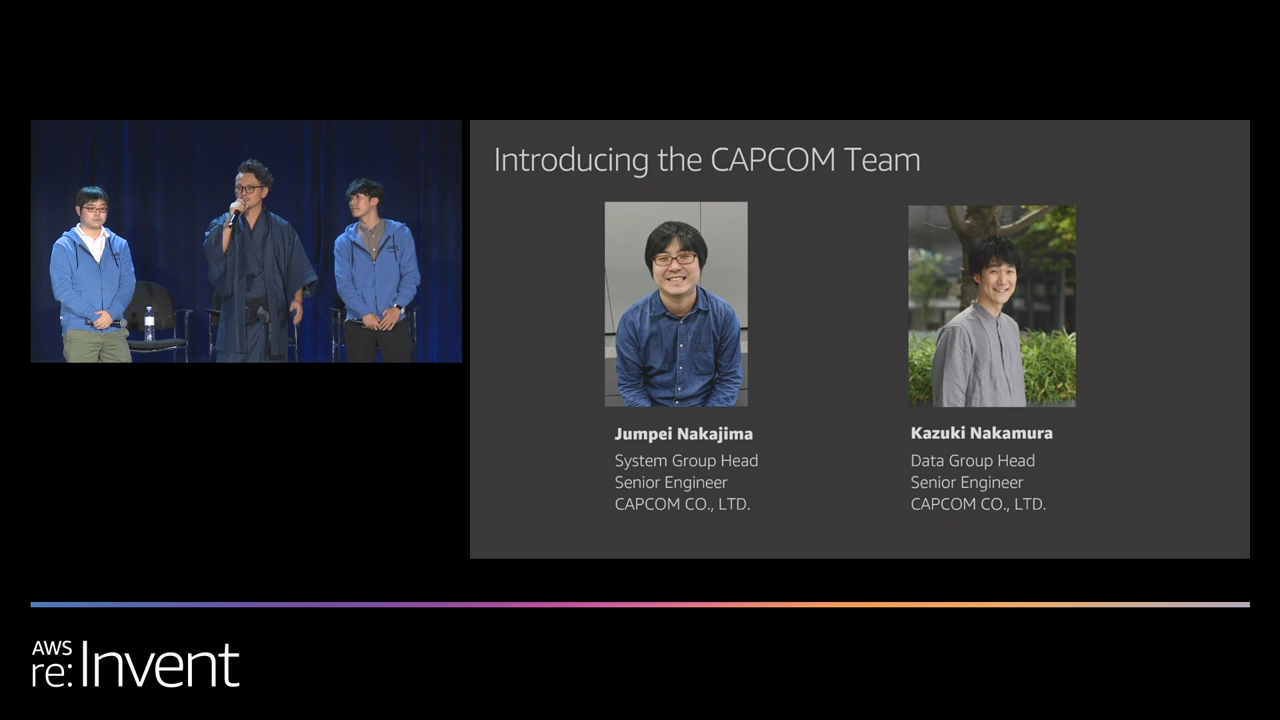 Introducing the CAPCOM Team
Jumpei Nakajima
System Group Head
Senior Engineer
CAPCOM CO., LTD.
Kazuki Nakamura
Data Group Head
Senior Engineer
CAPCOM CO., LTD.
AWS
re:Invent